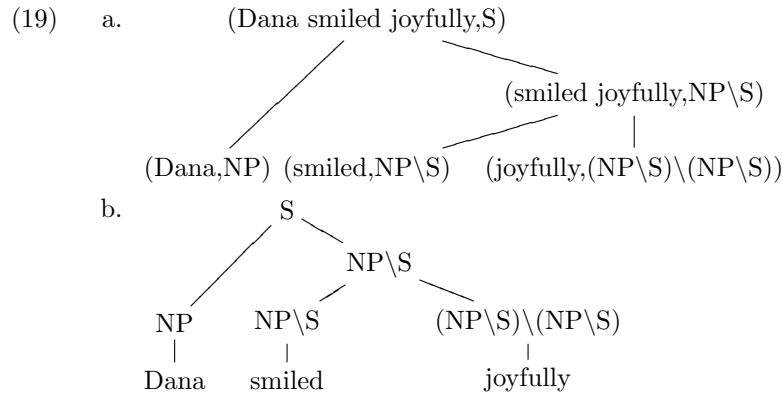 (19) a. (Dana smiled joyfully,S)
(smiled joyfully,NP\S)
(Dana,NP) (smiled,NP\S) (joyfully,(NP\S)\(NP\S))
b. S
NP\S
NP NP\S (NP\S)\(NP\S)
Dana smiled joyfully